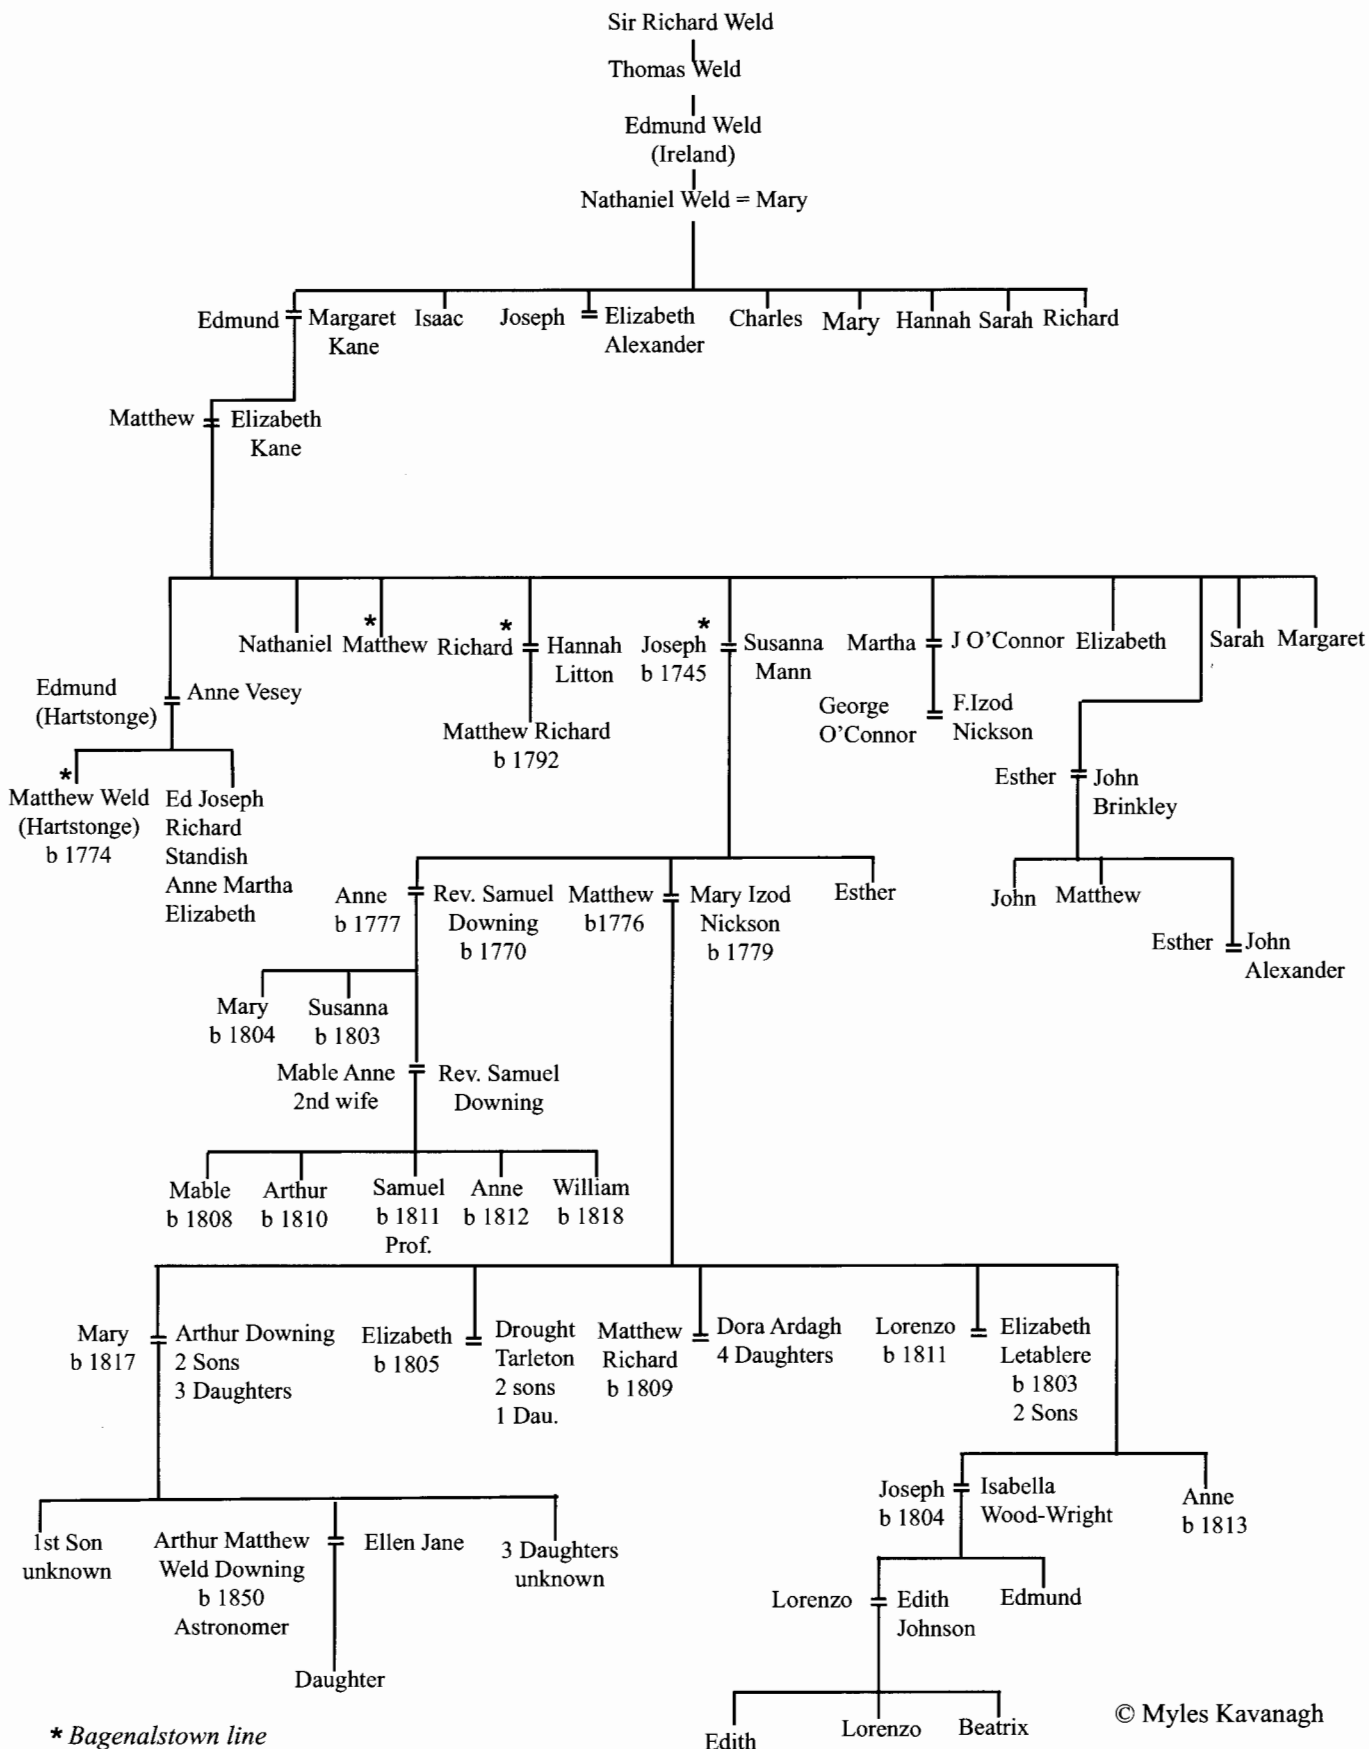 Sir Richard Weld
Thomas Weld
Edmund Weld
(Ireland)
Nathaniel Weld = Mary
Edmund = Margaret
Kane
Isaac
Joseph = Elizabeth
Alexander
Charles
Mary
Hannah
Sarah
Richard
Matthew = Elizabeth
Kane
Edmund
(Hartstonge) = Anne Vesey
Nathaniel
* Matthew
* Richard = Hannah
Litton
Joseph *
b 1745
= Susanna
Mann
Martha = J O'Connor
Elizabeth
Sarah
Margaret
Matthew Richard
b 1792
George
O'Connor
= F.Izod
Nickson
Esther = John
Brinkley
*
Matthew Weld
(Hartstonge)
b 1774
Ed Joseph
Richard
Standish
Anne Martha
Elizabeth
Anne
b 1777
= Rev. Samuel
Downing
b 1770
Matthew
b1776
= Mary Izod
Nickson
b 1779
Esther
John
Matthew
Esther = John
Alexander
Mary
b 1804
Susanna
b 1803
Mable Anne
2nd wife
= Rev. Samuel
Downing
Mable
b 1808
Arthur
b 1810
Samuel
b 1811
Prof.
Anne
b 1812
William
b 1818
Mary
b 1817
= Arthur Downing
2 Sons
3 Daughters
Elizabeth
b 1805
= Drought
Tarleton
2 sons
1 Dau.
Matthew
Richard
b 1809
= Dora Ardagh
4 Daughters
Lorenzo
b 1811
= Elizabeth
Letablere
b 1803
2 Sons
Joseph
b 1804
= Isabella
Wood-Wright
Anne
b 1813
1st Son
unknown
Arthur Matthew
Weld Downing
b 1850
Astronomer
= Ellen Jane
3 Daughters
unknown
Lorenzo = Edith
Johnson
Edmund
Daughter
Edith
Lorenzo
Beatrix
© Myles Kavanagh
* Bagenalstown line